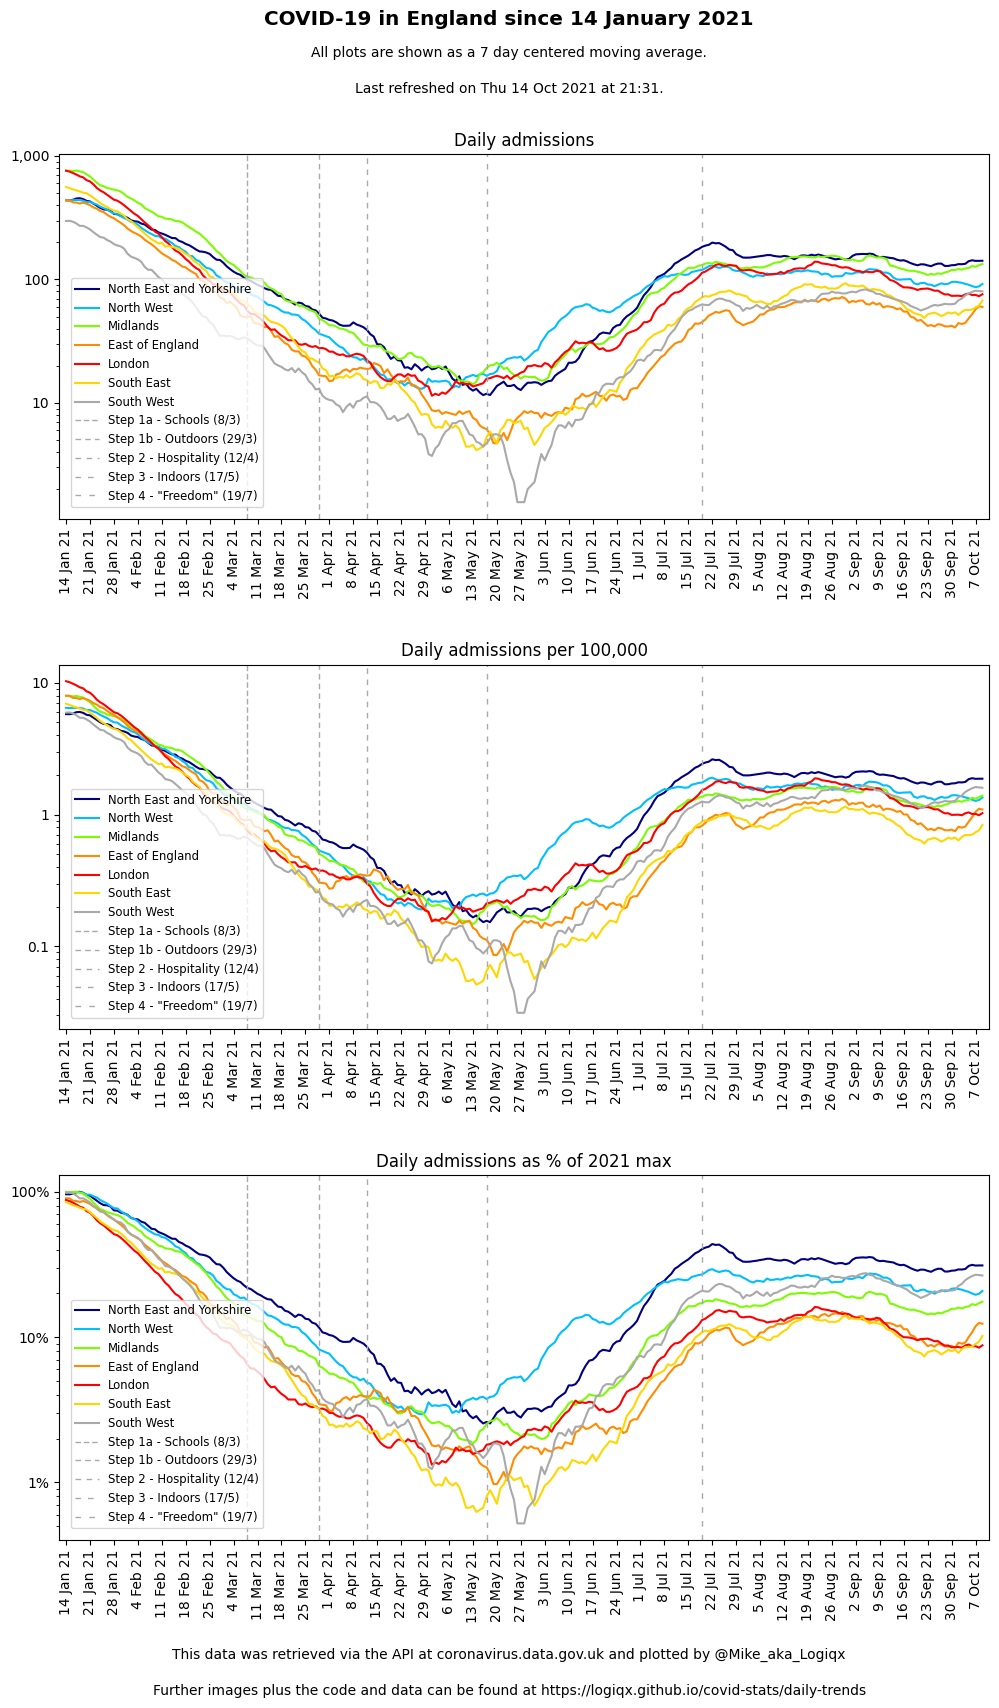 COVID-19 in England since 14 January 2021
All plots are shown as a 7 day centered moving average.
Last refreshed on Thu 14 Oct 2021 at 21:31.
Daily admissions
1,000
100
10
North East and Yorkshire
North West
Midlands
East of England
London
South East
South West
Step 1a - Schools (8/3)
Step 1b - Outdoors (29/3)
Step 2 - Hospitality (12/4)
Step 3 - Indoors (17/5)
Step 4 - "Freedom" (19/7)
14 Jan 21
21 Jan 21
28 Jan 21
4 Feb 21
11 Feb 21
18 Feb 21
25 Feb 21
4 Mar 21
11 Mar 21
18 Mar 21
25 Mar 21
1 Apr 21
8 Apr 21
15 Apr 21
22 Apr 21
29 Apr 21
6 May 21
13 May 21
20 May 21
27 May 21
3 Jun 21
10 Jun 21
17 Jun 21
24 Jun 21
1 Jul 21
8 Jul 21
15 Jul 21
22 Jul 21
29 Jul 21
5 Aug 21
12 Aug 21
19 Aug 21
26 Aug 21
2 Sep 21
9 Sep 21
16 Sep 21
23 Sep 21
30 Sep 21
7 Oct 21
Daily admissions per 100,000
10
1
0.1
North East and Yorkshire
North West
Midlands
East of England
London
South East
South West
Step 1a - Schools (8/3)
Step 1b - Outdoors (29/3)
Step 2 - Hospitality (12/4)
Step 3 - Indoors (17/5)
Step 4 - "Freedom" (19/7)
14 Jan 21
21 Jan 21
28 Jan 21
4 Feb 21
11 Feb 21
18 Feb 21
25 Feb 21
4 Mar 21
11 Mar 21
18 Mar 21
25 Mar 21
1 Apr 21
8 Apr 21
15 Apr 21
22 Apr 21
29 Apr 21
6 May 21
13 May 21
20 May 21
27 May 21
3 Jun 21
10 Jun 21
17 Jun 21
24 Jun 21
1 Jul 21
8 Jul 21
15 Jul 21
22 Jul 21
29 Jul 21
5 Aug 21
12 Aug 21
19 Aug 21
26 Aug 21
2 Sep 21
9 Sep 21
16 Sep 21
23 Sep 21
30 Sep 21
7 Oct 21
Daily admissions as % of 2021 max
100%
10%
1%
North East and Yorkshire
North West
Midlands
East of England
London
South East
South West
Step 1a - Schools (8/3)
Step 1b - Outdoors (29/3)
Step 2 - Hospitality (12/4)
Step 3 - Indoors (17/5)
Step 4 - "Freedom" (19/7)
14 Jan 21
21 Jan 21
28 Jan 21
4 Feb 21
11 Feb 21
18 Feb 21
25 Feb 21
4 Mar 21
11 Mar 21
18 Mar 21
25 Mar 21
1 Apr 21
8 Apr 21
15 Apr 21
22 Apr 21
29 Apr 21
6 May 21
13 May 21
20 May 21
27 May 21
3 Jun 21
10 Jun 21
17 Jun 21
24 Jun 21
1 Jul 21
8 Jul 21
15 Jul 21
22 Jul 21
29 Jul 21
5 Aug 21
12 Aug 21
19 Aug 21
26 Aug 21
2 Sep 21
9 Sep 21
16 Sep 21
23 Sep 21
30 Sep 21
7 Oct 21
This data was retrieved via the API at coronavirus.data.gov.uk and plotted by @Mike_aka_Logiqx
Further images plus the code and data can be found at https://logiqx.github.io/covid-stats/daily-trends